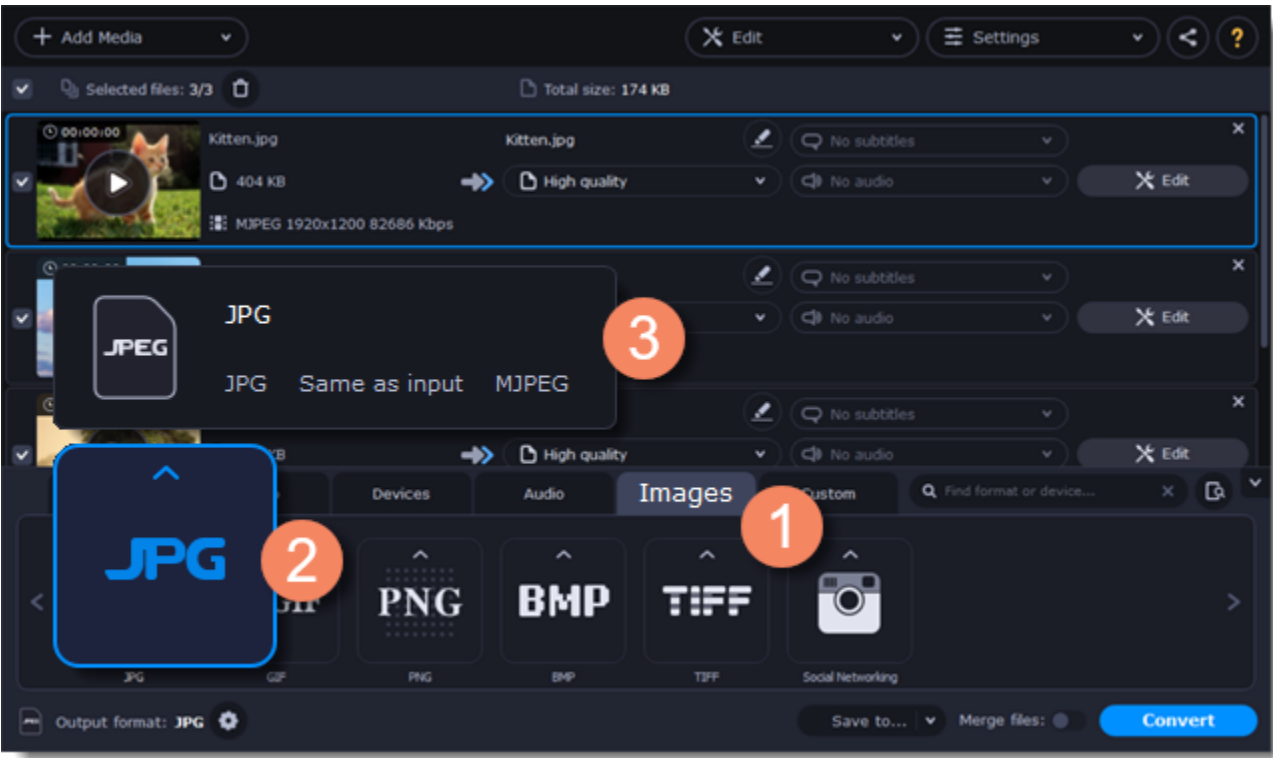 + Add Media
Edit
Settings
?
Selected files: 3/3
Total size: 174 KB
00:00:00
Kitten.jpg
Kitten.jpg
No subtitles
404 KB
High quality
No audio
Edit
MJPEG 1920x1200 82686 Kbps
No subtitles
No audio
Edit
JPEG
JPG
JPG Same as input MJPEG
3
No subtitles
KB
High quality
No audio
Edit
Devices
Audio
Images
Custom
Find format or device...
1
JPG
2
GIF
PNG
BMP
TIFF
JPG
GIF
PNG
BMP
TIFF
Social Networking
Output format: JPG
Save to...
Merge files:
Convert